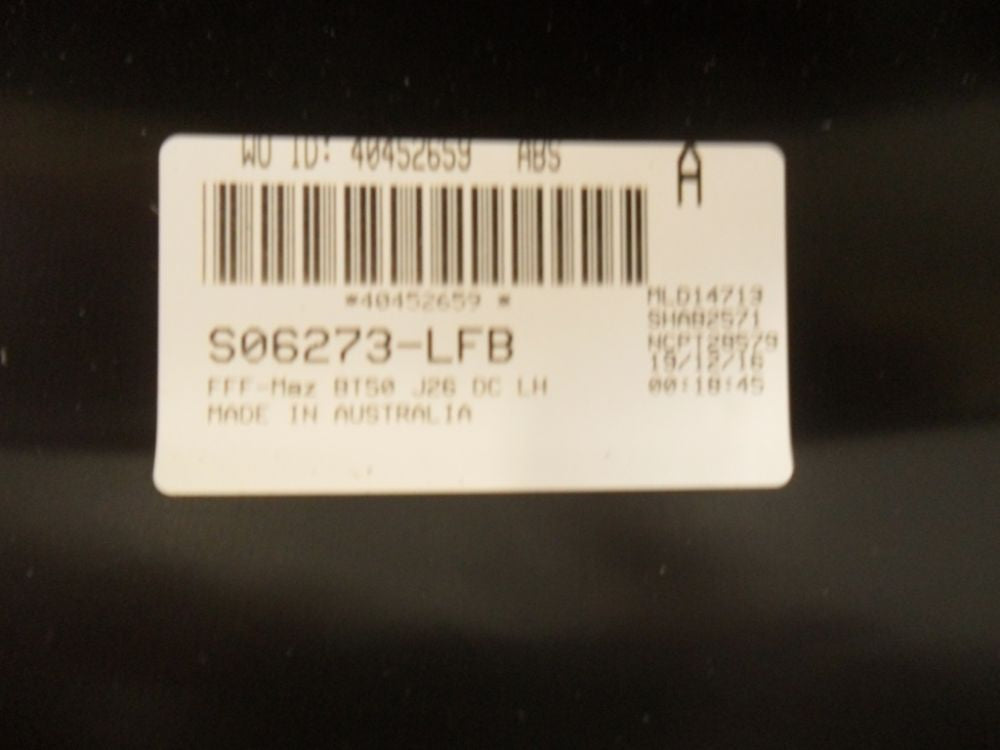 WO ID: 40452659 ABS A
*40452659 *
S06273-LFB
FFF-Maz BT50 J26 DC LH
MADE IN AUSTRALIA
MLD14713
SHAB2571
NCPT28579
19/12/16
00:18:45